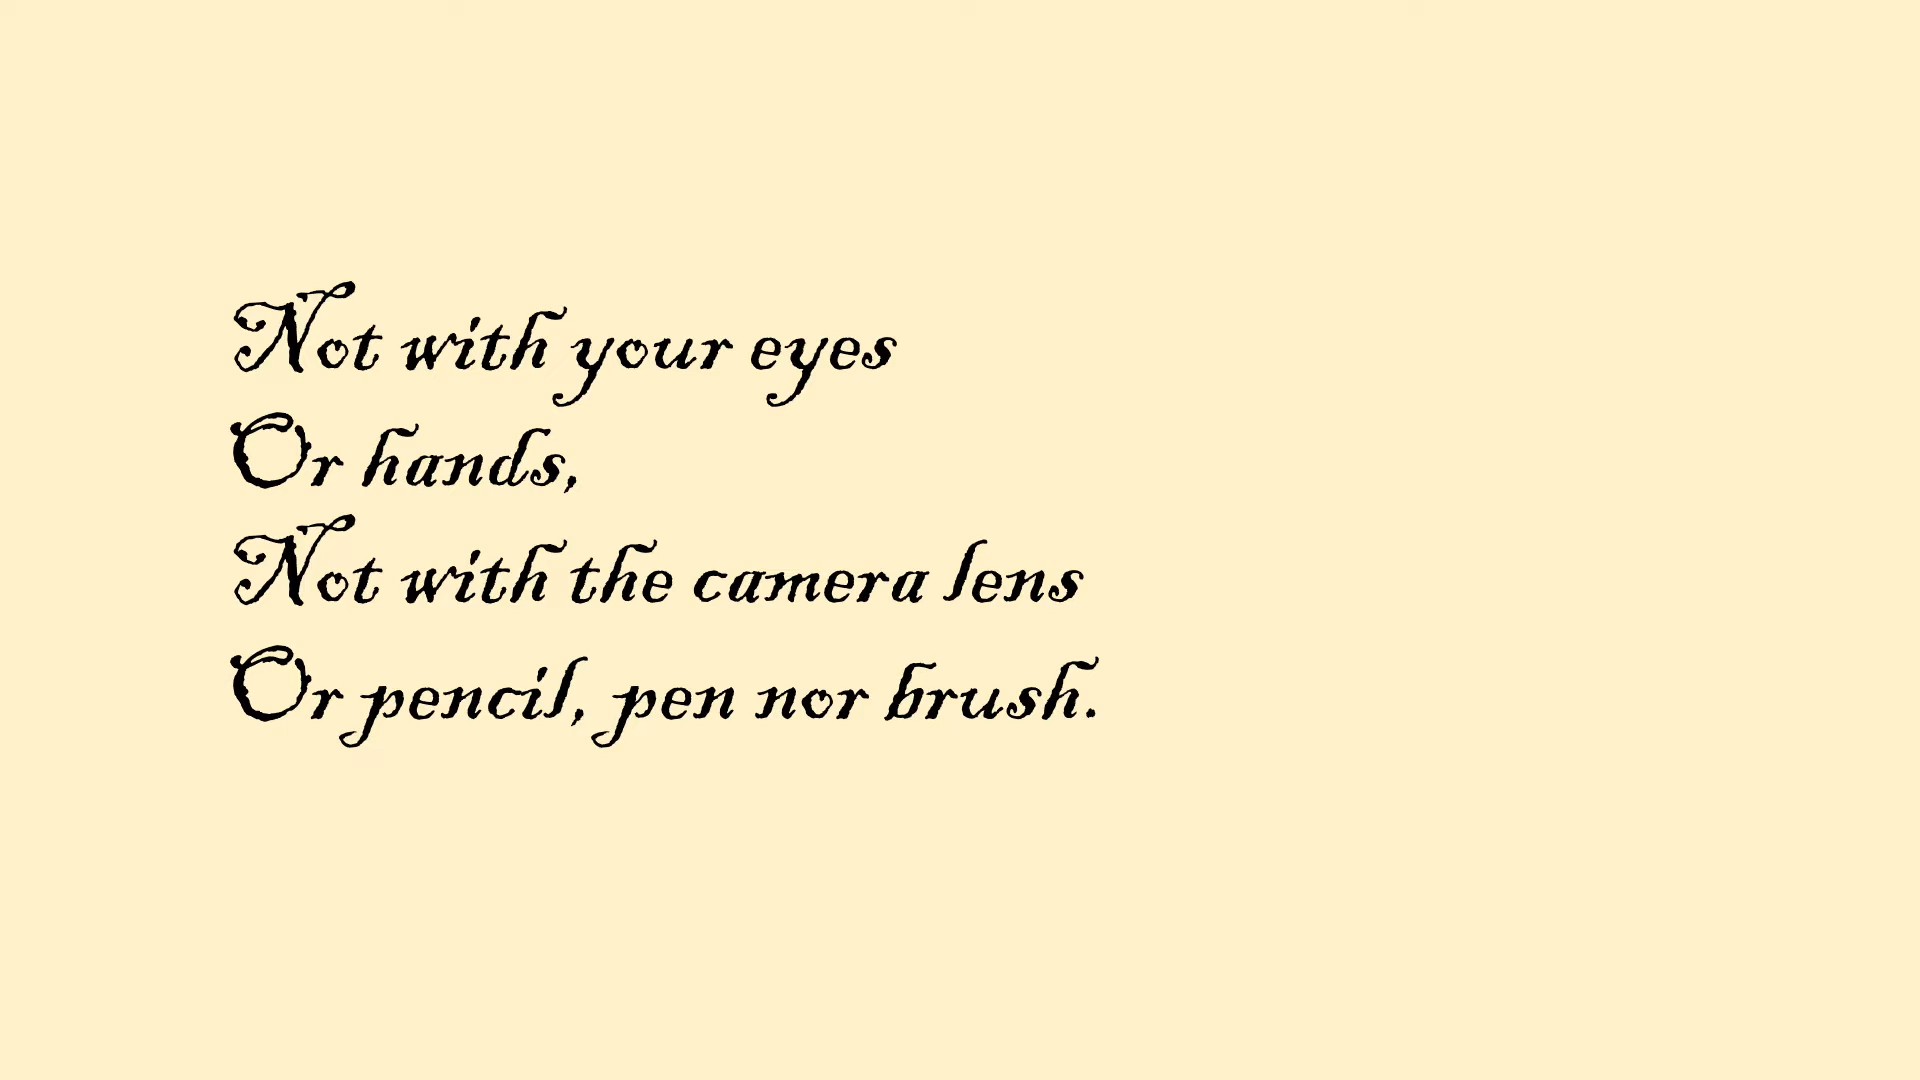 Not with your eyes
Or hands,
Not with the camera lens
Or pencil, pen nor brush.